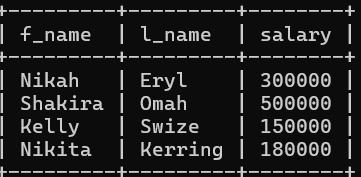 | f_name | l_name | salary |
| Nikah | Eryl | 300000 |
| Shakira | Omah | 500000 |
| Kelly | Swize | 150000 |
| Nikita | Kerring | 180000 |